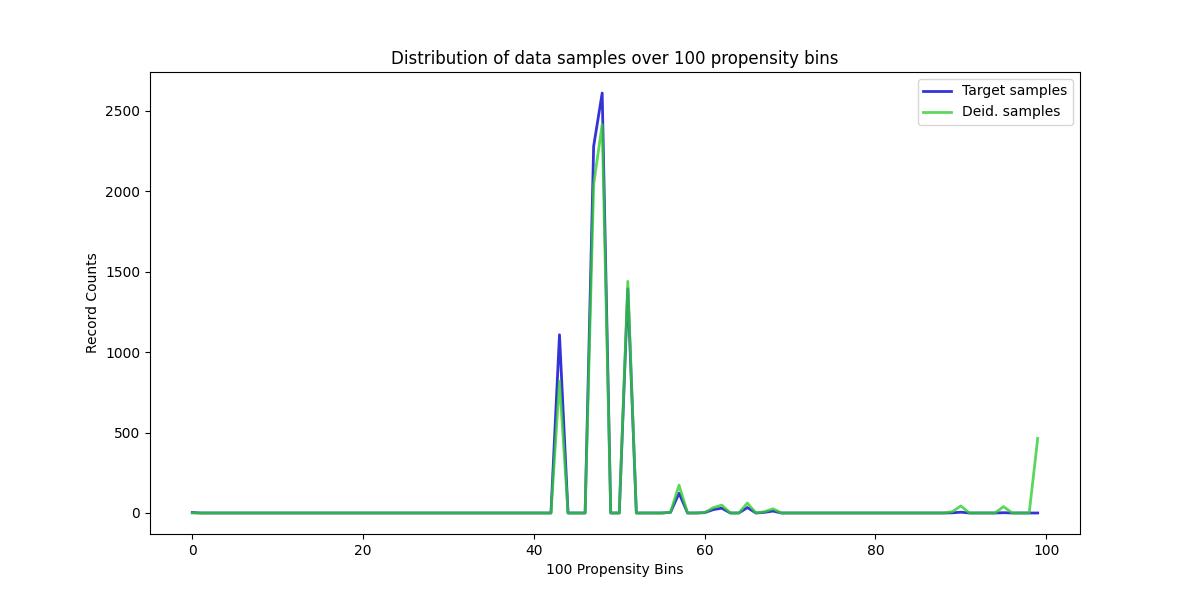 Distribution of data samples over 100 propensity bins
Target samples
Deid. samples
2500
2000
1500
1000
500
0
Record Counts
0 20 40 60 80 100
100 Propensity Bins